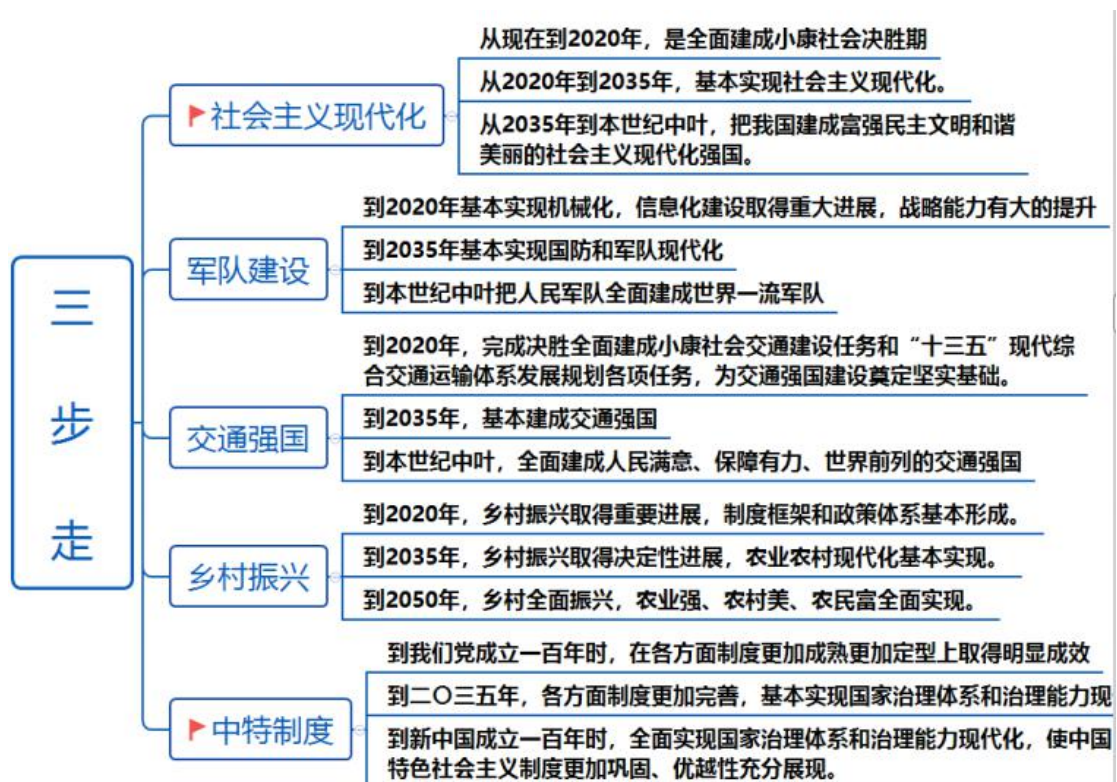 三步走
社会主义现代化
从现在到2020年，是全面建成小康社会决胜期
从2020年到2035年，基本实现社会主义现代化。
从2035年到本世纪中叶，把我国建成富强民主文明和谐
美丽的社会主义现代化强国。
军队建设
到2020年基本实现机械化，信息化建设取得重大进展，战略能力有大的提升
到2035年基本实现国防和军队现代化
到本世纪中叶把人民军队全面建成世界一流军队
交通强国
到2020年，完成决胜全面建成小康社会交通建设任务和“十三五”现代综
合交通运输体系发展规划各项任务，为交通强国建设奠定坚实基础。
到2035年，基本建成交通强国
到本世纪中叶，全面建成人民满意、保障有力、世界前列的交通强国
乡村振兴
到2020年，乡村振兴取得重要进展，制度框架和政策体系基本形成。
到2035年，乡村振兴取得决定性进展，农业农村现代化基本实现。
到2050年，乡村全面振兴，农业强、农村美、农民富全面实现。
中特制度
到我们党成立一百年时，在各方面制度更加成熟更加定型上取得明显成效
到二〇三五年，各方面制度更加完善，基本实现国家治理体系和治理能力现
到新中国成立一百年时，全面实现国家治理体系和治理能力现代化，使中国
特色社会主义制度更加巩固、优越性充分展现。